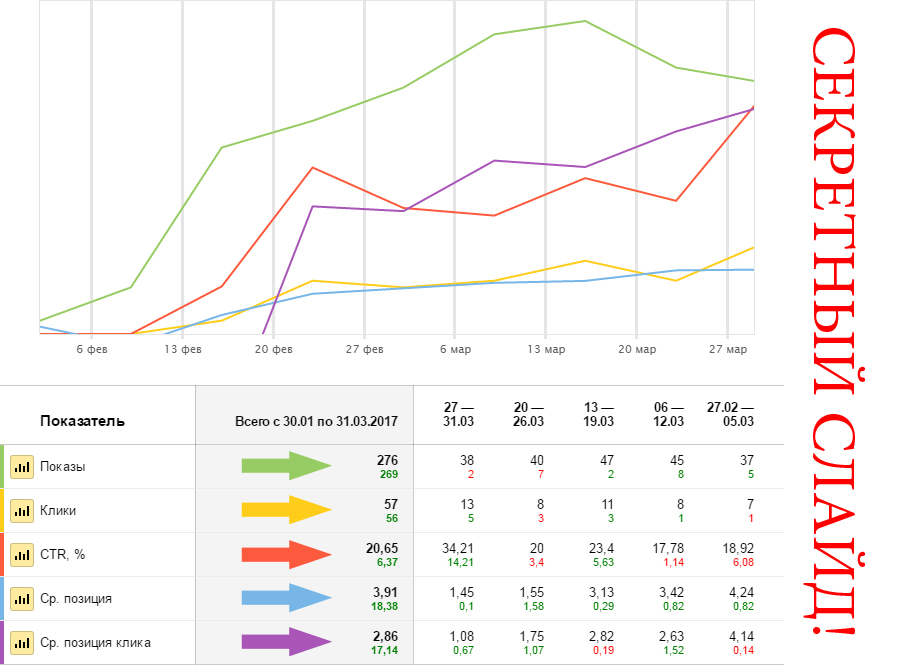 6 фев 13 фев 20 фев 27 фев 6 мар 13 мар 20 мар 27 мар
Показатель Всего с 30.01 по 31.03.2017 27 — 31.03 20 — 26.03 13 — 19.03 06 — 12.03 27.02 — 05.03
Показы 276 38 40 47 45 37
269 2 7 2 8 5
Клики 57 13 8 11 8 7
56 5 3 3 1 1
CTR, % 20,65 34,21 20 23,4 17,78 18,92
6,37 14,21 3,4 5,63 1,14 6,08
Ср. позиция 3,91 1,45 1,55 3,13 3,42 4,24
18,38 0,1 1,58 0,29 0,82 0,82
Ср. позиция клика 2,86 1,08 1,75 2,82 2,63 4,14
17,14 0,67 1,07 0,19 1,52 0,14
СЕКРЕТНЫЙ СЛАЙД!